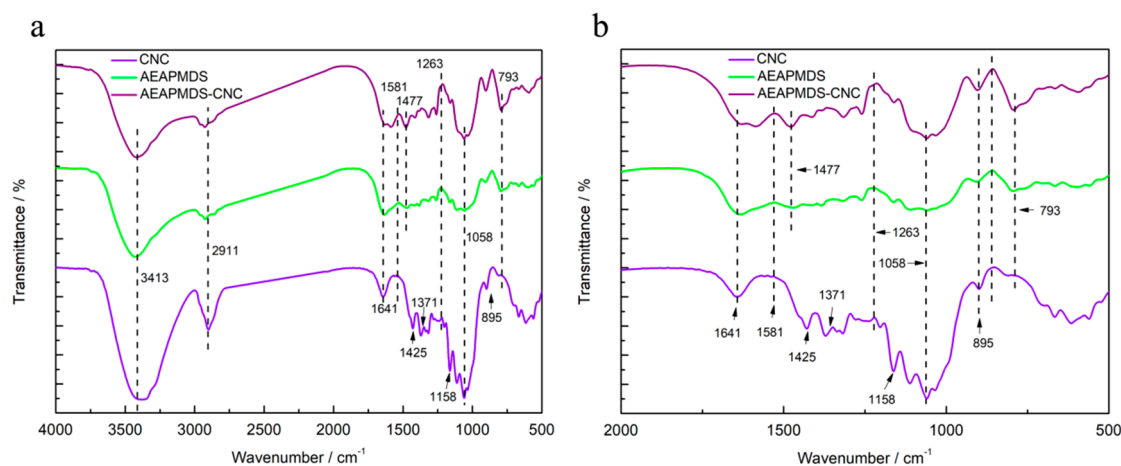 a
CNC
AEAPMDS
AEAPMDS-CNC
1263
793
1581
1477
Transmittance / %
3413
2911
1058
1641
1371
895
1425
1158
4000 3500 3000 2500 2000 1500 1000 500
Wavenumber / cm-1
b
CNC
AEAPMDS
AEAPMDS-CNC
Transmittance / %
1477
793
1263
1058
1641
1581
1371
1425
895
1158
2000 1500 1000 500
Wavenumber / cm-1